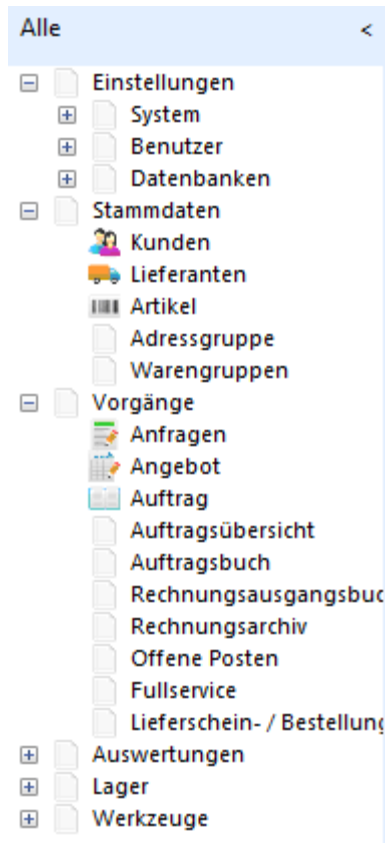 Alle <
Einstellungen
System
Benutzer
Datenbanken
Stammdaten
Kunden
Lieferanten
Artikel
Adressgruppe
Warengruppen
Vorgänge
Anfragen
Angebot
Auftrag
Auftragsübersicht
Auftragsbuch
Rechnungsausgangsbuc
Rechnungsarchiv
Offene Posten
Fullservice
Lieferschein- / Bestellung
Auswertungen
Lager
Werkzeuge